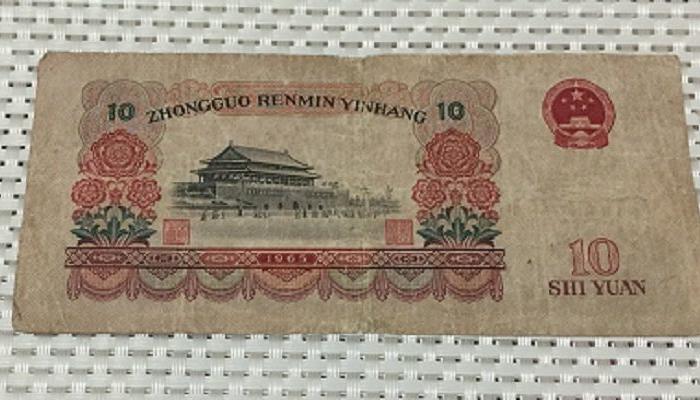 10 ZHONGGUO RENMIN YINHANG 10
1965
10
SHI YUAN